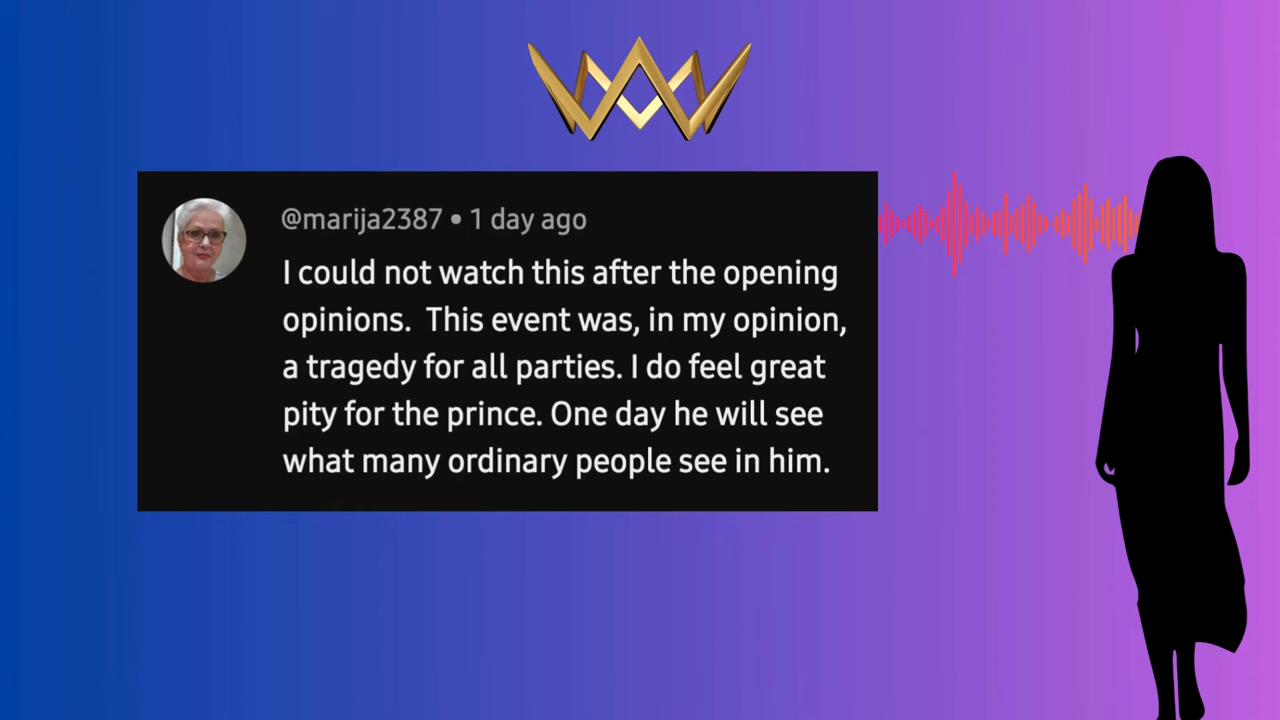 @marija2387 • 1 day ago
I could not watch this after the opening
opinions.  This event was, in my opinion,
a tragedy for all parties. I do feel great
pity for the prince. One day he will see
what many ordinary people see in him.